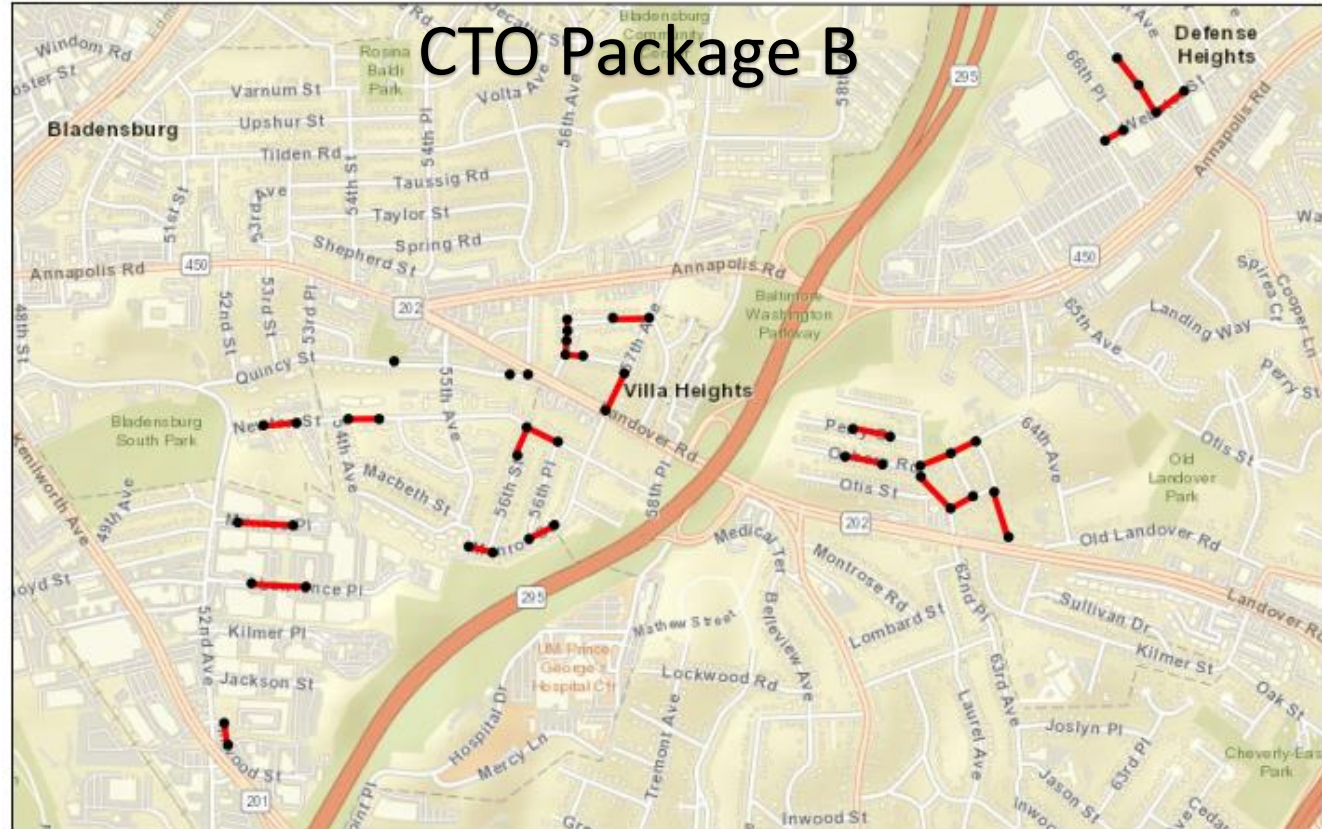 CTO Package B
Bladensburg
Community
Defense
Heights
Windom Rd
Rosina
Baldi
Park
Varnum St
Volta Ave
56th Ave
66th Pl
295
Upshur St
Bladensburg
Tilden Rd
54th Pl
54th St
Taussig Rd
51st St
53rd Ave
Taylor St
Spring Rd
Shepherd St
Annapolis Rd
Annapolis Rd
450
Annapolis Rd
450
202
Baltimore
Washington
Parkway
Spirea Cr
Cooper Ln
Landing Way
65th Ave
48th St
52nd St
53rd St
53rd Pl
Quincy St
55th Ave
57th Ave
Villa Heights
Perry St
Bladensburg
South Park
54th Ave
Landover Rd
64th Ave
Otis St
Otis St
Old
Landover
Park
Macbeth St
56th St
56th Pl
58th Pl
Kenilworth Ave
49th Ave
202
Old Landover Rd
Medical Ter
Montrose Rd
Landover Rd
295
62nd Pl
Sullivan Dr
Lombard St
Kilmer St
52nd Ave
Kilmer Pl
Mathew Street
Belleview Ave
UM Prince
George's
Hospital Ctr
Lockwood Rd
Jackson St
63rd Ave
Oak St
Hospital Dr
Tremont Ave
Laurel Ave
Joslyn Pl
Mercy Ln
63rd Pl
Jason St
Park
201
Inwood St